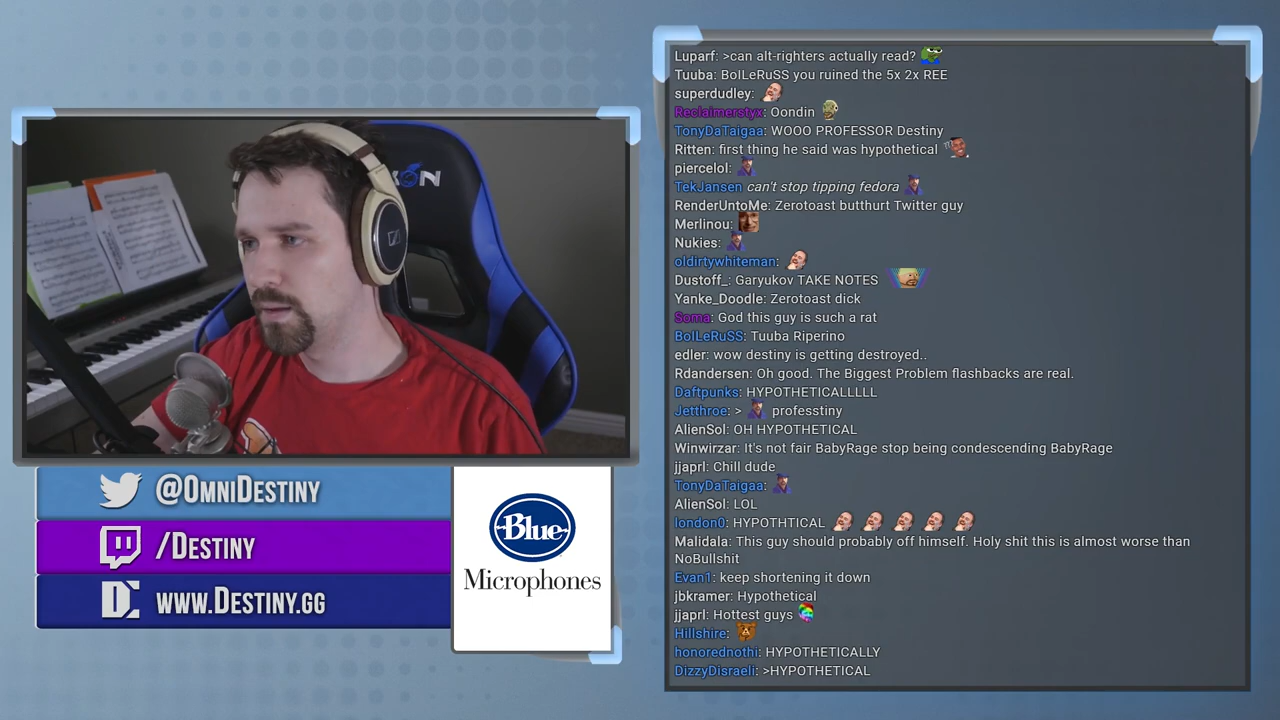 Luparf: >can alt-righters actually read?
Tuuba: BoILeRuSS you ruined the 5x 2x REE
superdudley:
Reclaimerstyx: Oondin
TonyDaTaigaa: WOOO PROFESSOR Destiny
Ritten: first thing he said was hypothetical
piercelol:
TekJansen can't stop tipping fedora
RenderUntoMe: Zerotoast butthurt Twitter guy
Merlinou:
Nukies:
oldirtywhiteman:
Dustoff_: Garyukov TAKE NOTES
Yanke_Doodle: Zerotoast dick
Soma: God this guy is such a rat
BoILeRuSS: Tuuba Riperino
edler: wow destiny is getting destroyed..
Rdandersen: Oh good. The Biggest Problem flashbacks are real.
Daftpunks: HYPOTHETICALLLLL
Jetthroe: > professtiny
AlienSol: OH HYPOTHETICAL
Winwirzar: It's not fair BabyRage stop being condescending BabyRage
jjaprl: Chill dude
TonyDaTaigaa:
AlienSol: LOL
london0: HYPOTHTICAL
Malidala: This guy should probably off himself. Holy shit this is almost worse than
NoBullshit
Evan1: keep shortening it down
jbkramer: Hypothetical
jjaprl: Hottest guys
Hillshire:
honorednothi: HYPOTHETICALLY
DizzyDisraeli: >HYPOTHETICAL
@OmniDestiny
/Destiny
www.Destiny.gg
Blue
Microphones